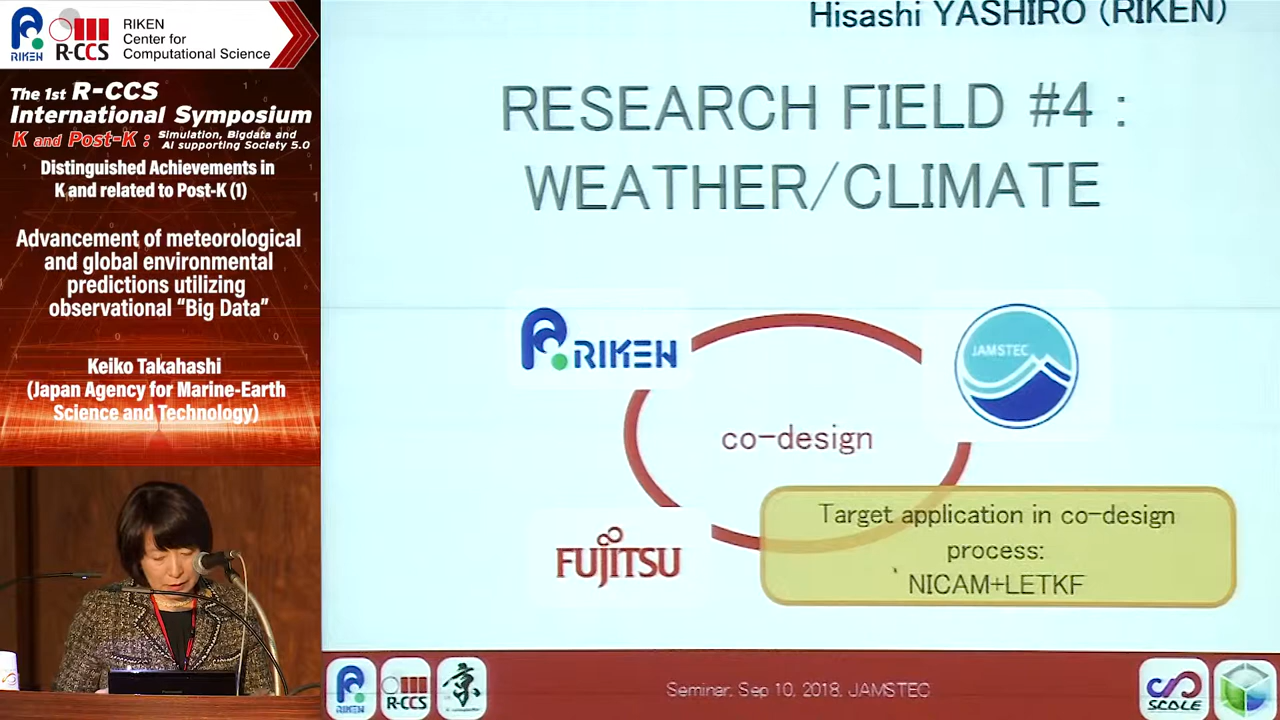 RIKEN
R-CCS
RIKEN
Center for
Computational Science
The 1st R-CCS
International Symposium
K and Post-K : Simulation, Bigdata and
AI supporting Society 5.0
Distinguished Achievements in
K and related to Post-K (1)
Advancement of meteorological
and global environmental
predictions utilizing
observational “Big Data”
Keiko Takahashi
(Japan Agency for Marine-Earth
Science and Technology)
Hisashi YASHIRO (RIKEN)
RESEARCH FIELD #4 :
WEATHER/CLIMATE
RIKEN
JAMSTEC
co-design
FUJITSU
Target application in co-design
process:
NICAM+LETKF
RIKEN
R-CCS
京
Seminar, Sep 10, 2018, JAMSTEC
SCALE